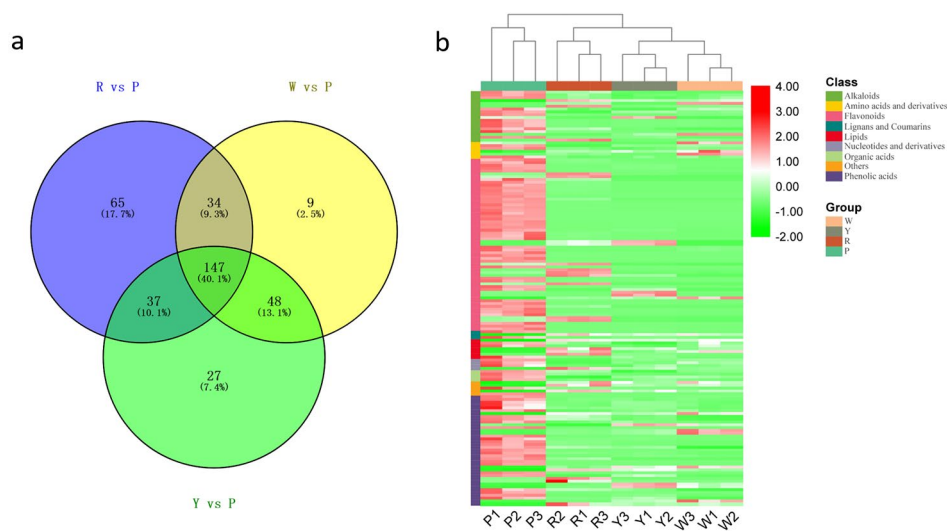 a
R vs P
W vs P
65
(17.7%)
34
(9.3%)
9
(2.5%)
147
(40.1%)
37
(10.1%)
48
(13.1%)
27
(7.4%)
Y vs P
b
4.00
3.00
2.00
1.00
0.00
-1.00
-2.00
Class
Alkaloids
Amino acids and derivatives
Flavonoids
Lignans and Coumarins
Lipids
Nucleotides and derivatives
Organic acids
Others
Phenolic acids
Group
W
Y
R
P
P1 P2 P3 R2 R1 R3 Y3 Y1 Y2 W3 W1 W2